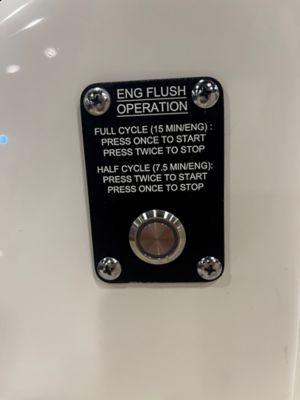 ENG FLUSH
OPERATION
FULL CYCLE (15 MIN/ENG) :
PRESS ONCE TO START
PRESS TWICE TO STOP
HALF CYCLE (7.5 MIN/ENG):
PRESS TWICE TO START
PRESS ONCE TO STOP